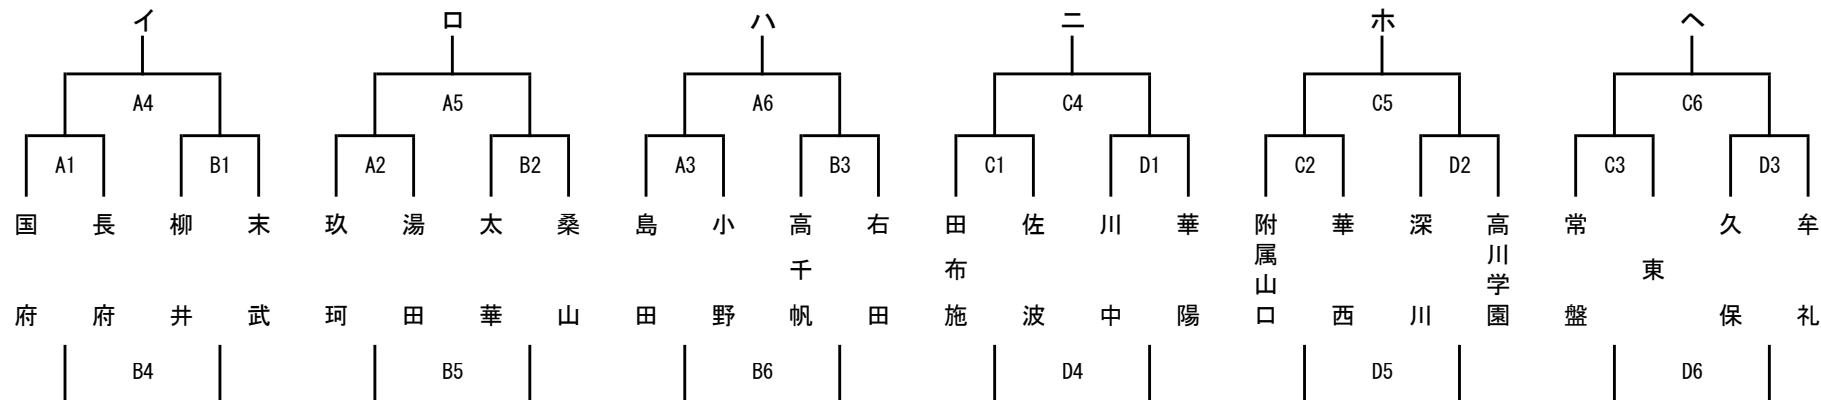 イ ロ ハ ニ ホ ヘ
A4 A5 A6 C4 C5 C6
A1 B1 A2 B2 A3 B3 C1 D1 C2 D2 C3 D3
国府 長府 柳井 末武 玖珂 湯田 太華 桑山 島田 小野 高千帆 右田 田布施 佐波 川中 華陽 附属山口 華西 深川 高川学園 常盤 東 久保 牟礼
B4 B5 B6 D4 D5 D6